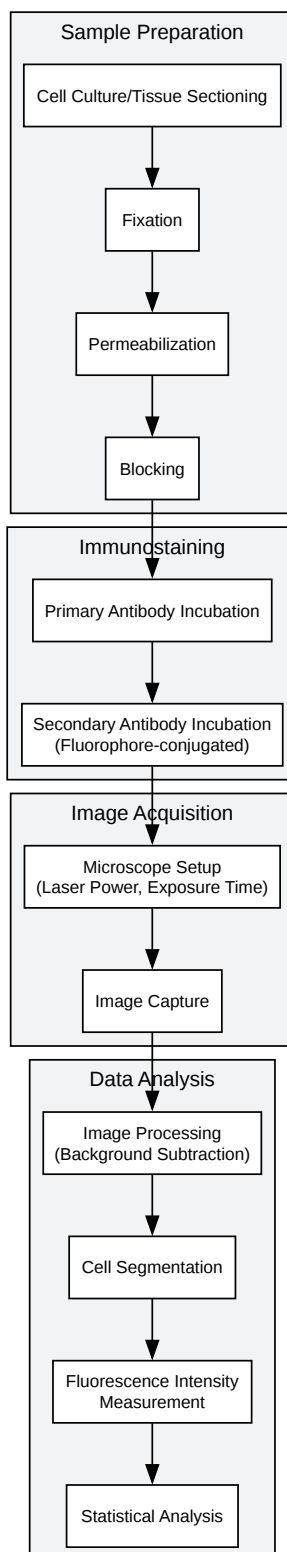 Sample Preparation
Cell Culture/Tissue Sectioning
Fixation
Permeabilization
Blocking
Immunostaining
Primary Antibody Incubation
Secondary Antibody Incubation
(Fluorophore-conjugated)
Image Acquisition
Microscope Setup
(Laser Power, Exposure Time)
Image Capture
Data Analysis
Image Processing
(Background Subtraction)
Cell Segmentation
Fluorescence Intensity
Measurement
Statistical Analysis